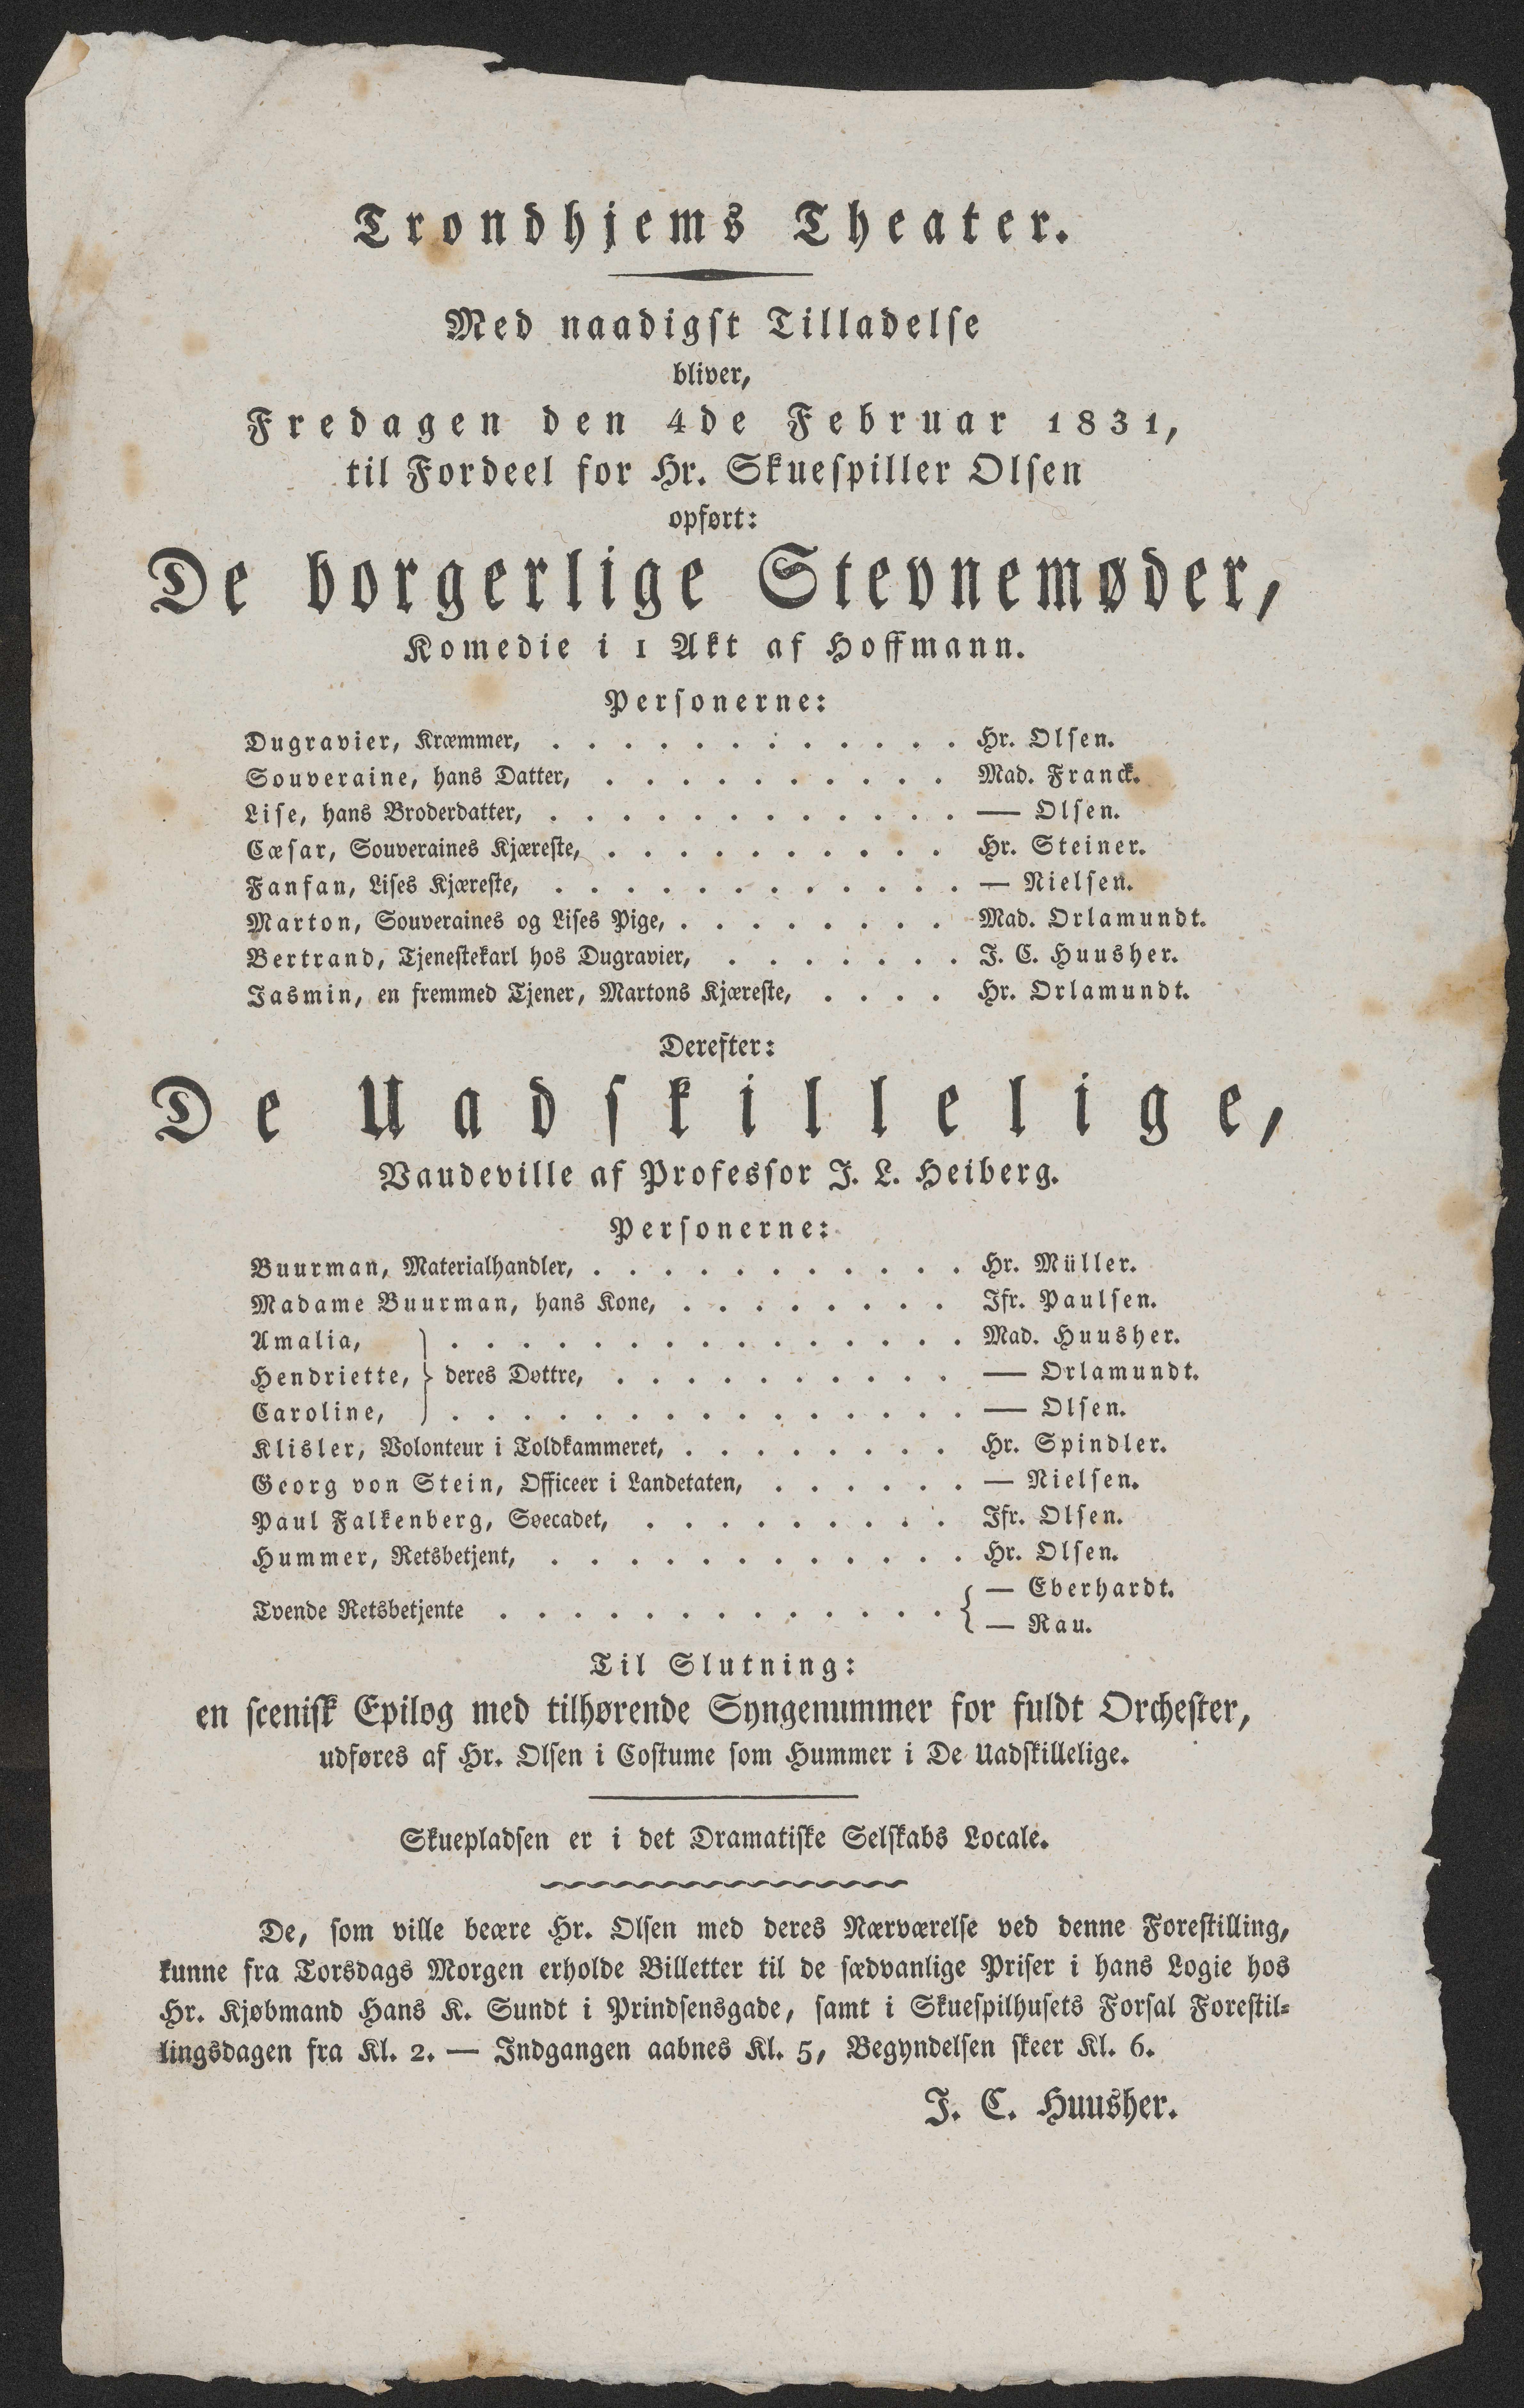 Trondhjems Theater.
Med naadigst Tilladelse
bliver,
Fredagen den 4de Februar 1831,
til Fordeel for Hr. Skuespiller Olsen
opført:
De borgerlige Stevnemøder,
Komedie i 1 Akt af Hoffmann.
Personerne:
Dugravier, Kræmmer, . . . . . . . . . . . . Hr. Olsen.
Souveraine, hans Datter, . . . . . . . . . . Mad. Franck.
Lise, hans Broderdatter, . . . . . . . . . . . . — Olsen.
Cæsar, Souveraines Kjæreste, . . . . . . . . . . Hr. Steiner.
Fanfan, Lises Kjæreste, . . . . . . . . . . . . — Nielsen.
Marton, Souveraines og Lises Pige, . . . . . . . . Mad. Orlamundt.
Bertrand, Tjenestekarl hos Dugravier, . . . . . . . J. C. Huusher.
Jasmin, en fremmed Tjener, Martons Kjæreste, . . . . Hr. Orlamundt.
Derefter:
De Uadskillelige,
Vaudeville af Professor J. L. Heiberg.
Personerne:
Buurman, Materialhandler, . . . . . . . . . . . Hr. Müller.
Madame Buurman, hans Kone, . . . . . . . . Jfr. Paulsen.
Amalia, } . . . . . . . . . . . . . . . Mad. Huusher.
Hendriette, } deres Døttre, . . . . . . . . . . — Orlamundt.
Caroline, } . . . . . . . . . . . . . . . — Olsen.
Klisler, Volonteur i Toldkammeret, . . . . . . . . Hr. Spindler.
Georg von Stein, Officeer i Landetaten, . . . . . . — Nielsen.
Paul Falkenberg, Søecadet, . . . . . . . . . Jfr. Olsen.
Hummer, Retsbetjent, . . . . . . . . . . . . Hr. Olsen.
Tvende Retsbetjente . . . . . . . . . . . . . { — Eberhardt.
— Rau.
Til Slutning:
en scenisk Epilog med tilhørende Syngenummer for fuldt Orchester,
udføres af Hr. Olsen i Costume som Hummer i De Uadskillelige.
Skuepladsen er i det Dramatiske Selskabs Locale.
De, som ville beære Hr. Olsen med deres Nærværelse ved denne Forestilling,
kunne fra Torsdags Morgen erholde Billetter til de sædvanlige Priser i hans Logie hos
Hr. Kjøbmand Hans K. Sundt i Prindsensgade, samt i Skuespilhusets Forsal Forestil-
lingsdagen fra Kl. 2. — Indgangen aabnes Kl. 5, Begyndelsen skeer Kl. 6.
J. C. Huusher.